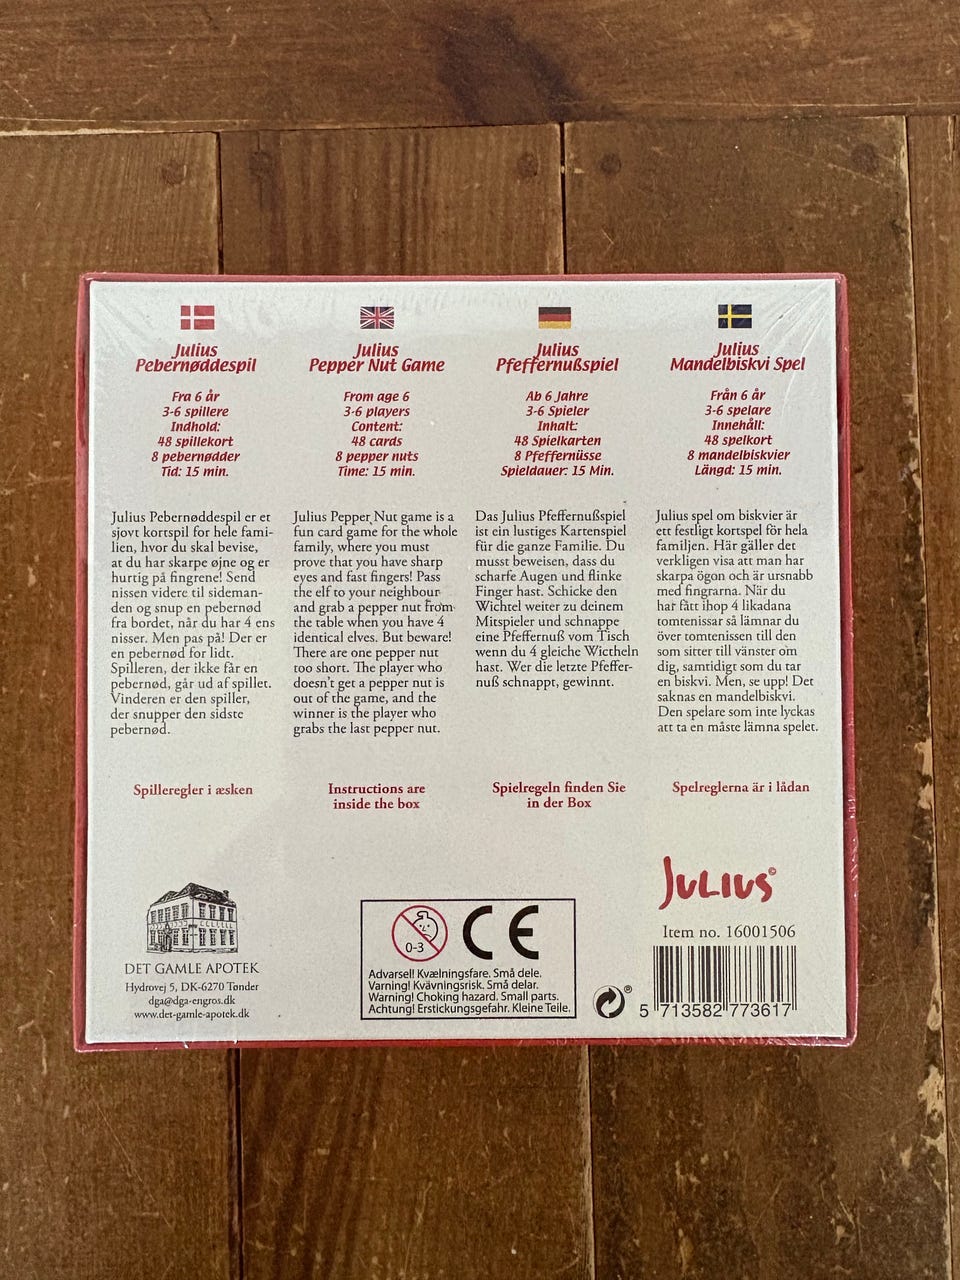 Julius
Pebernøddespil
Fra 6 år
3-6 spillere
Indhold:
48 spillekort
8 pebernødder
Tid: 15 min.
Julius Pebernøddespil er et
sjovt kortspil for hele fami-
lien, hvor du skal bevise,
at du har skarpe øjne og er
hurtig på fingrene! Send
nissen videre til sideman-
den og snup en pebernød
fra bordet, når du har 4 ens
nisser. Men pas på! Der er
en pebernød for lidt.
Spilleren, der ikke får en
pebernød, går ud af spillet.
Vinderen er den spiller,
der snupper den sidste
pebernød.
Spilleregler i æsken
Julius
Pepper Nut Game
From age 6
3-6 players
Content:
48 cards
8 pepper nuts
Time: 15 min.
Julius Pepper Nut game is a
fun card game for the whole
family, where you must
prove that you have sharp
eyes and fast fingers! Pass
the elf to your neighbour
and grab a pepper nut from
the table when you have 4
identical elves. But beware!
There are one pepper nut
too short. The player who
doesn't get a pepper nut is
out of the game, and the
winner is the player who
grabs the last pepper nut.
Instructions are
inside the box
Julius
Pfeffernußspiel
Ab 6 Jahre
3-6 Spieler
Inhalt:
48 Spielkarten
8 Pfeffernüsse
Spieldauer: 15 Min.
Das Julius Pfeffernußspiel
ist ein lustiges Kartenspiel
für die ganze Familie. Du
musst beweisen, dass du
scharfe Augen und flinke
Finger hast. Schicke den
Wichtel weiter zu deinem
Mitspieler und schnappe
eine Pfeffernuß vom Tisch
wenn du 4 gleiche Wictheln
hast. Wer die letzte Pfeffer-
nuß schnappt, gewinnt.
Spielregeln finden Sie
in der Box
Julius
Mandelbiskvi Spel
Från 6 år
3-6 spelare
Innehåll:
48 spelkort
8 mandelbiskvier
Längd: 15 min.
Julius spel om biskvier är
ett festligt kortspel för hela
familjen. Här gäller det
verkligen visa att man har
skarpa ögon och är ursnabb
med fingrarna. När du
har fått ihop 4 likadana
tomtenissar så lämnar du
över tomtenissen till den
som sitter till vänster om
dig, samtidigt som du tar
en biskvi. Men, se upp! Det
saknas en mandelbiskvi.
Den spelare som inte lyckas
att ta en måste lämna spelet.
Spelreglerna är i lådan
DET GAMLE APOTEK
Hydrovej 5, DK-6270 Tønder
dga@dga-engros.dk
www.det-gamle-apotek.dk
0-3
CE
Advarsel! Kvælningsfare. Små dele.
Varning! Kvävningsrisk. Små delar.
Warning! Choking hazard. Small parts.
Achtung! Erstickungsgefahr. Kleine Teile.
®
JULIUS©
Item no. 16001506
5 713582 773617